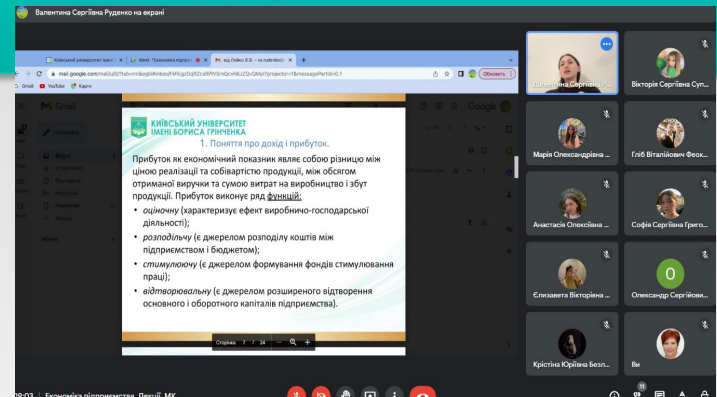 Валентина Сергіївна Руденко на екрані
Gmail
YouTube
Карти
Gmail
Google
КИЇВСЬКИЙ УНІВЕРСИТЕТ
ІМЕНІ БОРИСА ГРІНЧЕНКА
1. Поняття про дохід і прибуток.
Прибуток як економічний показник являє собою різницю між
ціною реалізації та собівартістю продукції, між обсягом
отриманої виручки та сумою витрат на виробництво і збут
продукції. Прибуток виконує ряд функцій:
• оціночну (характеризує ефект виробничо-господарської
діяльності);
• розподільчу (є джерелом розподілу коштів між
підприємством і бюджетом);
• стимулюючу (є джерелом формування фондів стимулювання
праці);
• відтворювальну (є джерелом розширеного відтворення
основного і оборотного капіталів підприємства).
Сторінка 7 / 24
Валентина Сергіївна Р...
Вікторія Сергіївна Суп...
Марія Олександрівна ...
Гліб Віталійович Феок...
Анастасія Олексіївна ...
Софія Сергіївна Григо...
Єлизавета Вікторівна ...
О
Олександр Сергійови...
Крістіна Юріївна Безп...
Ви
09:03 | Економіка підприємства. Лекції. МК
11